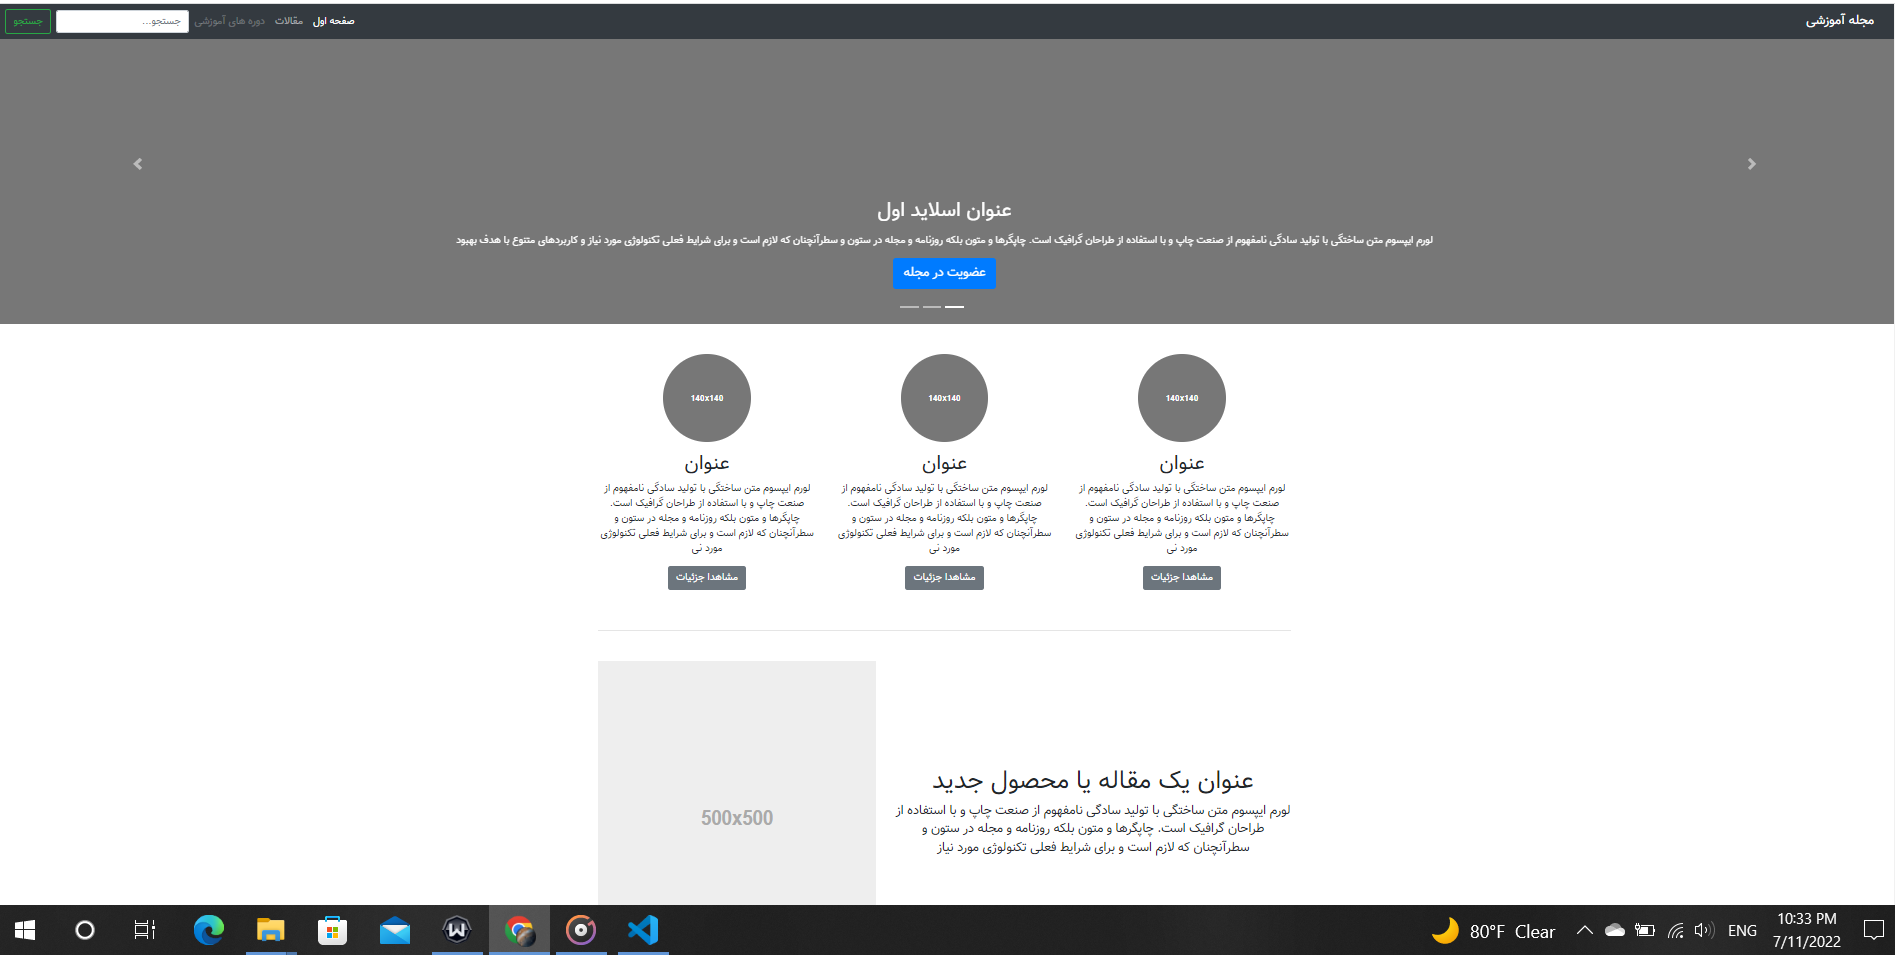 مجله آموزشی
صفحه اول
مقالات
دوره های آموزشی
جستجو...
جستجو
عنوان اسلاید اول
لورم ایپسوم متن ساختگی با تولید سادگی نامفهوم از صنعت چاپ و با استفاده از طراحان گرافیک است. چاپگرها و متون بلکه روزنامه و مجله در ستون و سطرآنچنان که لازم است و برای شرایط فعلی تکنولوژی مورد نیاز و کاربردهای متنوع با هدف بهبود
عضویت در مجله
140x140
عنوان
لورم ایپسوم متن ساختگی با تولید سادگی نامفهوم از
صنعت چاپ و با استفاده از طراحان گرافیک است.
چاپگرها و متون بلکه روزنامه و مجله در ستون و
سطرآنچنان که لازم است و برای شرایط فعلی تکنولوژی
مورد نی
مشاهدا جزئیات
140x140
عنوان
لورم ایپسوم متن ساختگی با تولید سادگی نامفهوم از
صنعت چاپ و با استفاده از طراحان گرافیک است.
چاپگرها و متون بلکه روزنامه و مجله در ستون و
سطرآنچنان که لازم است و برای شرایط فعلی تکنولوژی
مورد نی
مشاهدا جزئیات
140x140
عنوان
لورم ایپسوم متن ساختگی با تولید سادگی نامفهوم از
صنعت چاپ و با استفاده از طراحان گرافیک است.
چاپگرها و متون بلکه روزنامه و مجله در ستون و
سطرآنچنان که لازم است و برای شرایط فعلی تکنولوژی
مورد نی
مشاهدا جزئیات
عنوان یک مقاله یا محصول جدید
لورم ایپسوم متن ساختگی با تولید سادگی نامفهوم از صنعت چاپ و با استفاده از
طراحان گرافیک است. چاپگرها و متون بلکه روزنامه و مجله در ستون و
سطرآنچنان که لازم است و برای شرایط فعلی تکنولوژی مورد نیاز
500x500
80°F Clear
ENG
10:33 PM
7/11/2022